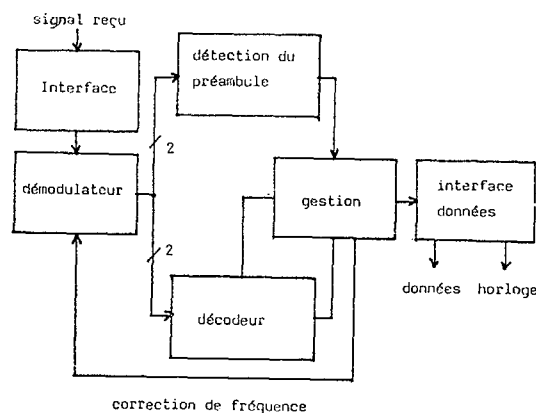 signal reçu
Interface
détection du
préambule
2
démodulateur
gestion
interface
données
2
données horloge
décodeur
correction de fréquence